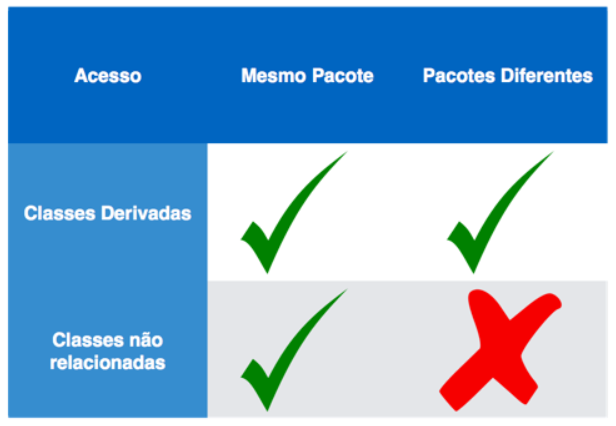 Acesso Mesmo Pacote Pacotes Diferentes
Classes Derivadas
Classes não
relacionadas